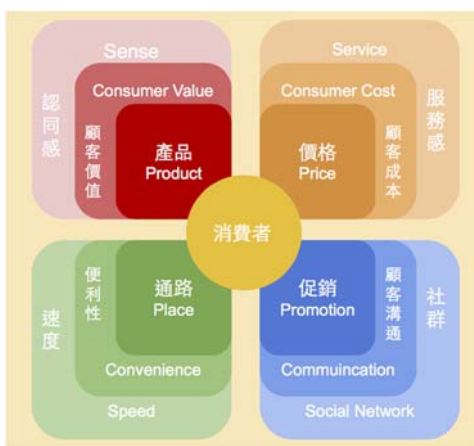 Sense
Consumer Value
認同感
顧客價值
產品
Product
Service
Consumer Cost
價格
Price
顧客成本
服務感
消費者
速度
便利性
通路
Place
Convenience
Speed
促銷
Promotion
顧客溝通
社群
Commuincation
Social Network